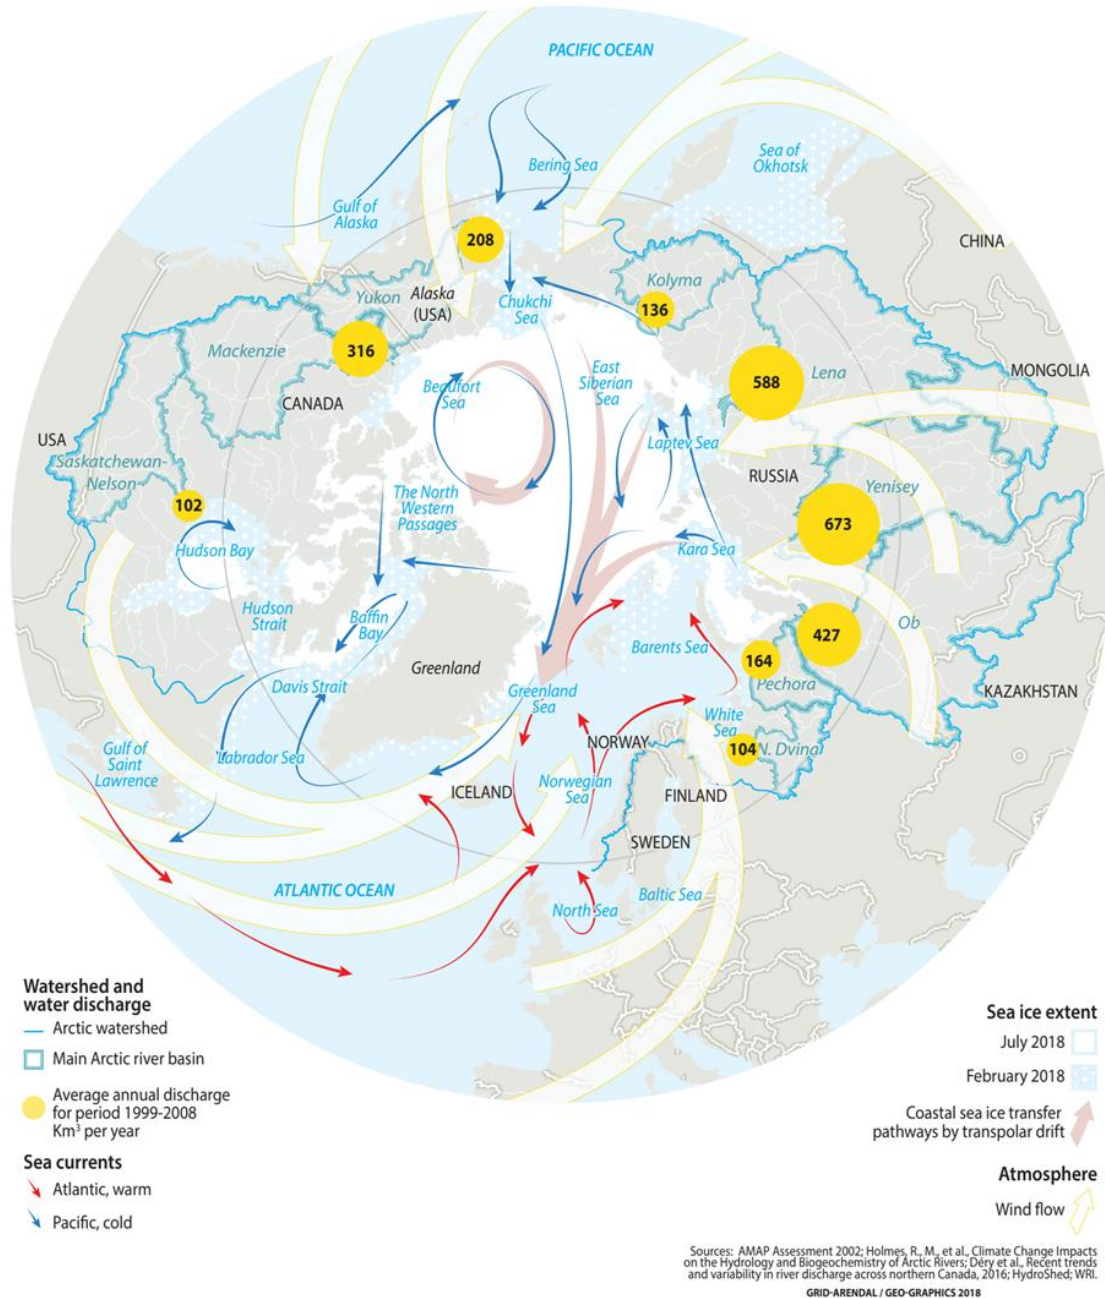 PACIFIC OCEAN
Bering Sea
Sea of
Okhotsk
Gulf of
Alaska
CHINA
208
Kolyma
136
Yukon
Alaska
(USA)
Chukchi
Sea
Mackenzie
316
588
Lena
MONGOLIA
East
Siberian
Sea
Beaufort
Sea
CANADA
USA
Laptev Sea
Saskatchewan-
Nelson
RUSSIA
Yenisey
The North
Western
Passages
102
673
Hudson Bay
Kara Sea
Hudson
Strait
Baffin
Bay
Ob
427
Barents Sea
164
Greenland
Pechora
Davis Strait
Greenland
Sea
KAZAKHSTAN
White
Sea
NORWAY
104
N. Dvina
Gulf of
Saint
Lawrence
Labrador Sea
ICELAND
Norwegian
Sea
FINLAND
SWEDEN
ATLANTIC OCEAN
Baltic Sea
North Sea
Watershed and
water discharge
Arctic watershed
Main Arctic river basin
Average annual discharge
for period 1999-2008
Km³ per year
Sea currents
Atlantic, warm
Pacific, cold
Sea ice extent
July 2018
February 2018
Coastal sea ice transfer
pathways by transpolar drift
Atmosphere
Wind flow
Sources: AMAP Assessment 2002; Holmes, R., M., et al., Climate Change Impacts
on the Hydrology and Biogeochemistry of Arctic Rivers; Déry et al., Recent trends
and variability in river discharge across northern Canada, 2016; HydroShed; WRI.
GRID-ARENDAL / GEO-GRAPHICS 2018